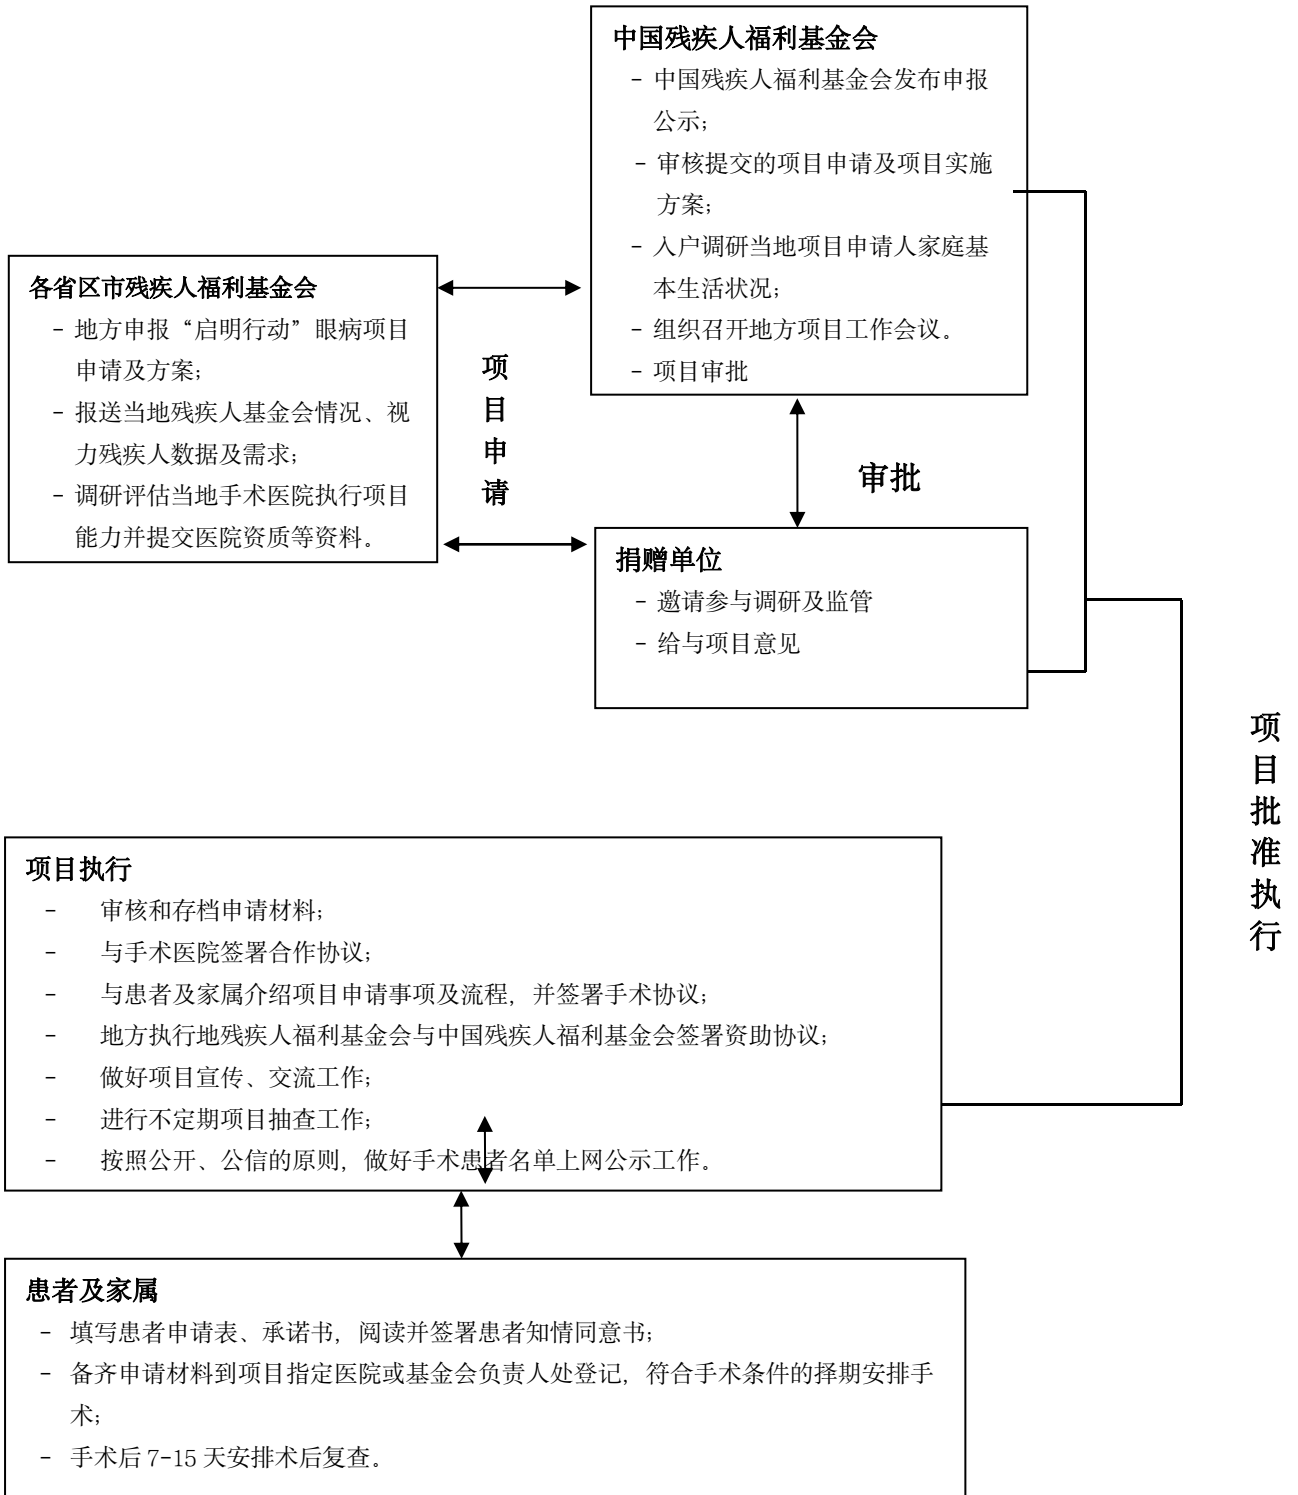 中国残疾人福利基金会
- 中国残疾人福利基金会发布申报
公示；
- 审核提交的项目申请及项目实施
方案；
- 入户调研当地项目申请人家庭基
本生活状况；
- 组织召开地方项目工作会议。
- 项目审批
各省区市残疾人福利基金会
- 地方申报“启明行动”眼病项目
申请及方案；
- 报送当地残疾人基金会情况、视
力残疾人数据及需求；
- 调研评估当地手术医院执行项目
能力并提交医院资质等资料。
项
目
申
请
审批
捐赠单位
- 邀请参与调研及监管
- 给与项目意见
项
目
批
准
执
行
项目执行
- 审核和存档申请材料；
- 与手术医院签署合作协议；
- 与患者及家属介绍项目申请事项及流程，并签署手术协议；
- 地方执行地残疾人福利基金会与中国残疾人福利基金会签署资助协议；
- 做好项目宣传、交流工作；
- 进行不定期项目抽查工作；
- 按照公开、公信的原则，做好手术患者名单上网公示工作。
患者及家属
- 填写患者申请表、承诺书，阅读并签署患者知情同意书；
- 备齐申请材料到项目指定医院或基金会负责人处登记，符合手术条件的择期安排手
术；
- 手术后 7-15 天安排术后复查。